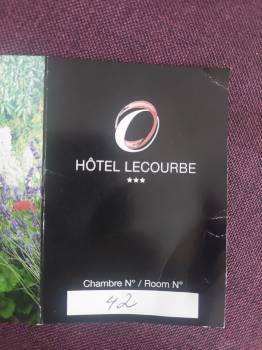 HÔTEL LECOURBE
★★★
Chambre N° / Room N°
42